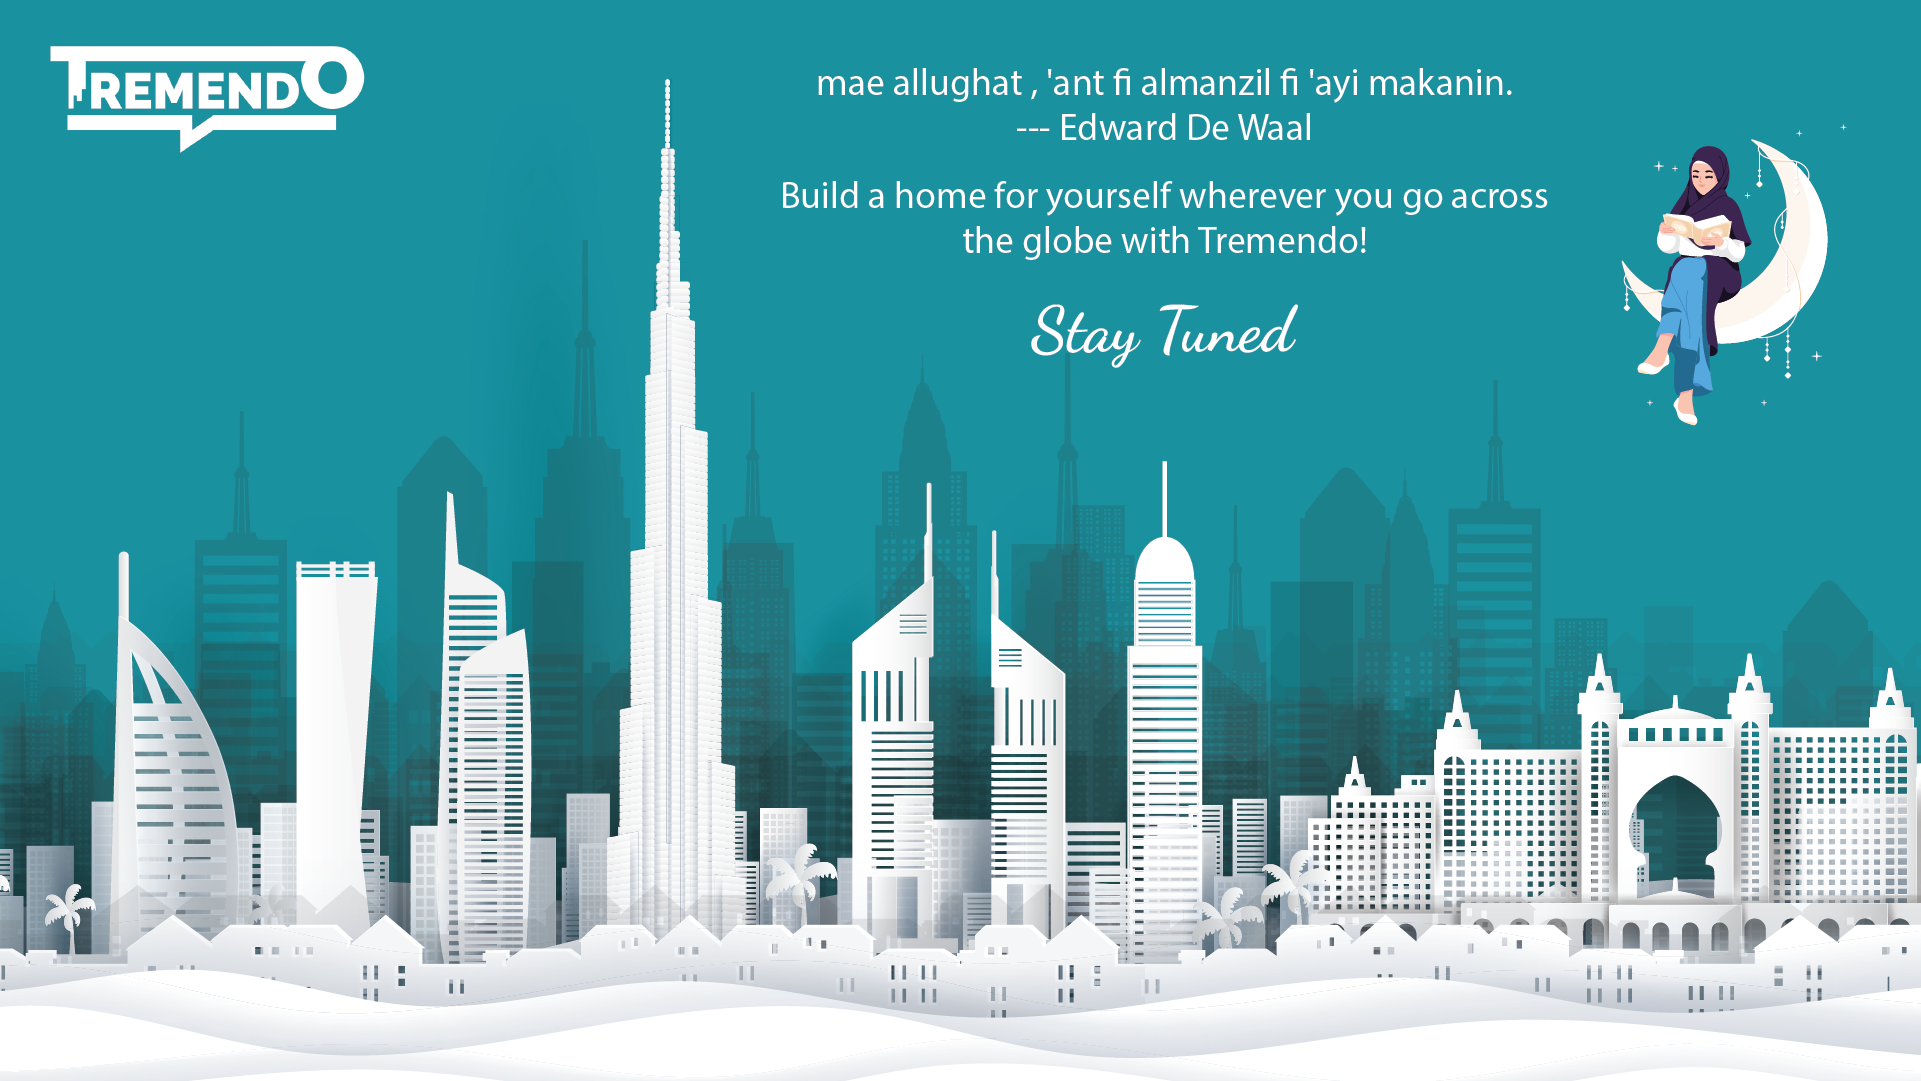 TREMENDO
mae allughat , 'ant fi almanzil fi 'ayi makanin.
--- Edward De Waal
Build a home for yourself wherever you go across
the globe with Tremendo!
Stay Tuned